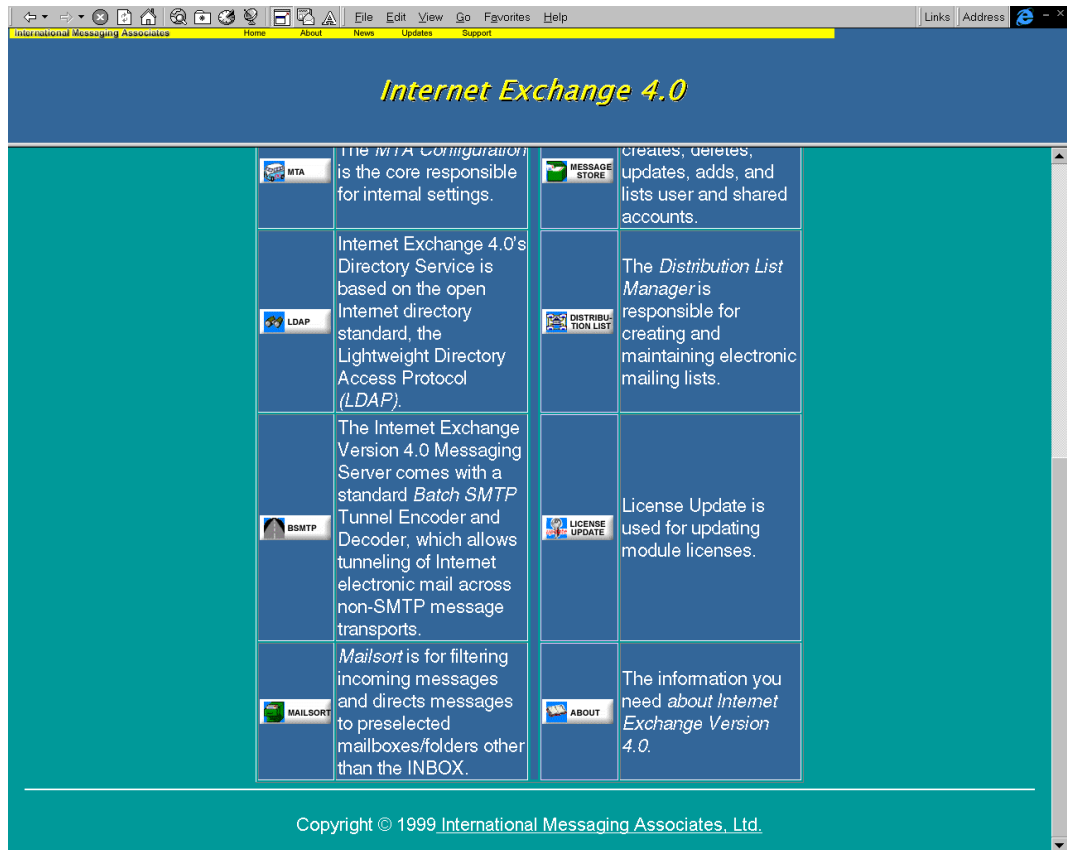 File Edit View Go Favorites Help Links Address
International Messaging Associates Home About News Updates Support
Internet Exchange 4.0
MTA
The MTA Configuration
is the core responsible
for internal settings.
MESSAGE
STORE
creates, deletes,
updates, adds, and
lists user and shared
accounts.
LDAP
Internet Exchange 4.0's
Directory Service is
based on the open
Internet directory
standard, the
Lightweight Directory
Access Protocol
(LDAP).
DISTRIBU-
TION LIST
The Distribution List
Manager is
responsible for
creating and
maintaining electronic
mailing lists.
BSMTP
The Internet Exchange
Version 4.0 Messaging
Server comes with a
standard Batch SMTP
Tunnel Encoder and
Decoder, which allows
tunneling of Internet
electronic mail across
non-SMTP message
transports.
LICENSE
UPDATE
License Update is
used for updating
module licenses.
MAILSORT
Mailsort is for filtering
incoming messages
and directs messages
to preselected
mailboxes/folders other
than the INBOX.
ABOUT
The information you
need about Internet
Exchange Version
4.0.
Copyright © 1999 International Messaging Associates, Ltd.